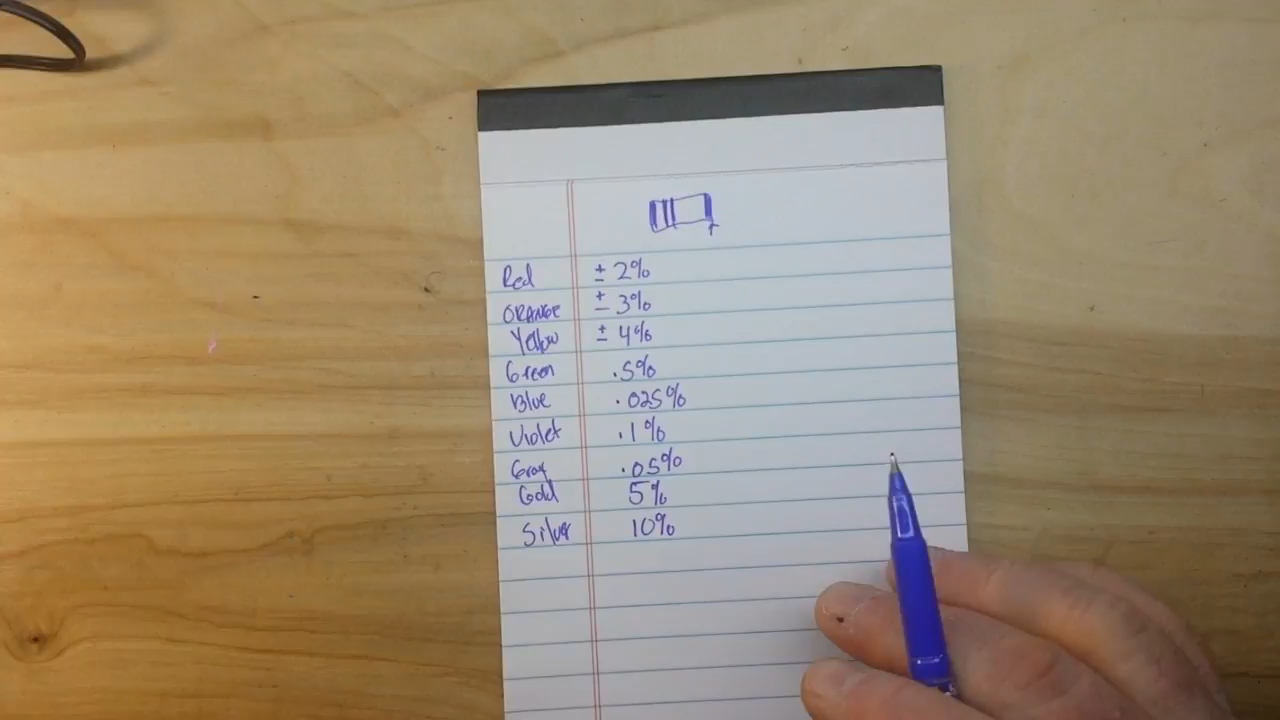 Red ± 2%
ORANGE ± 3%
Yellow ± 4%
Green .5%
Blue .025%
Violet .1%
Gray .05%
Gold 5%
Silver 10%